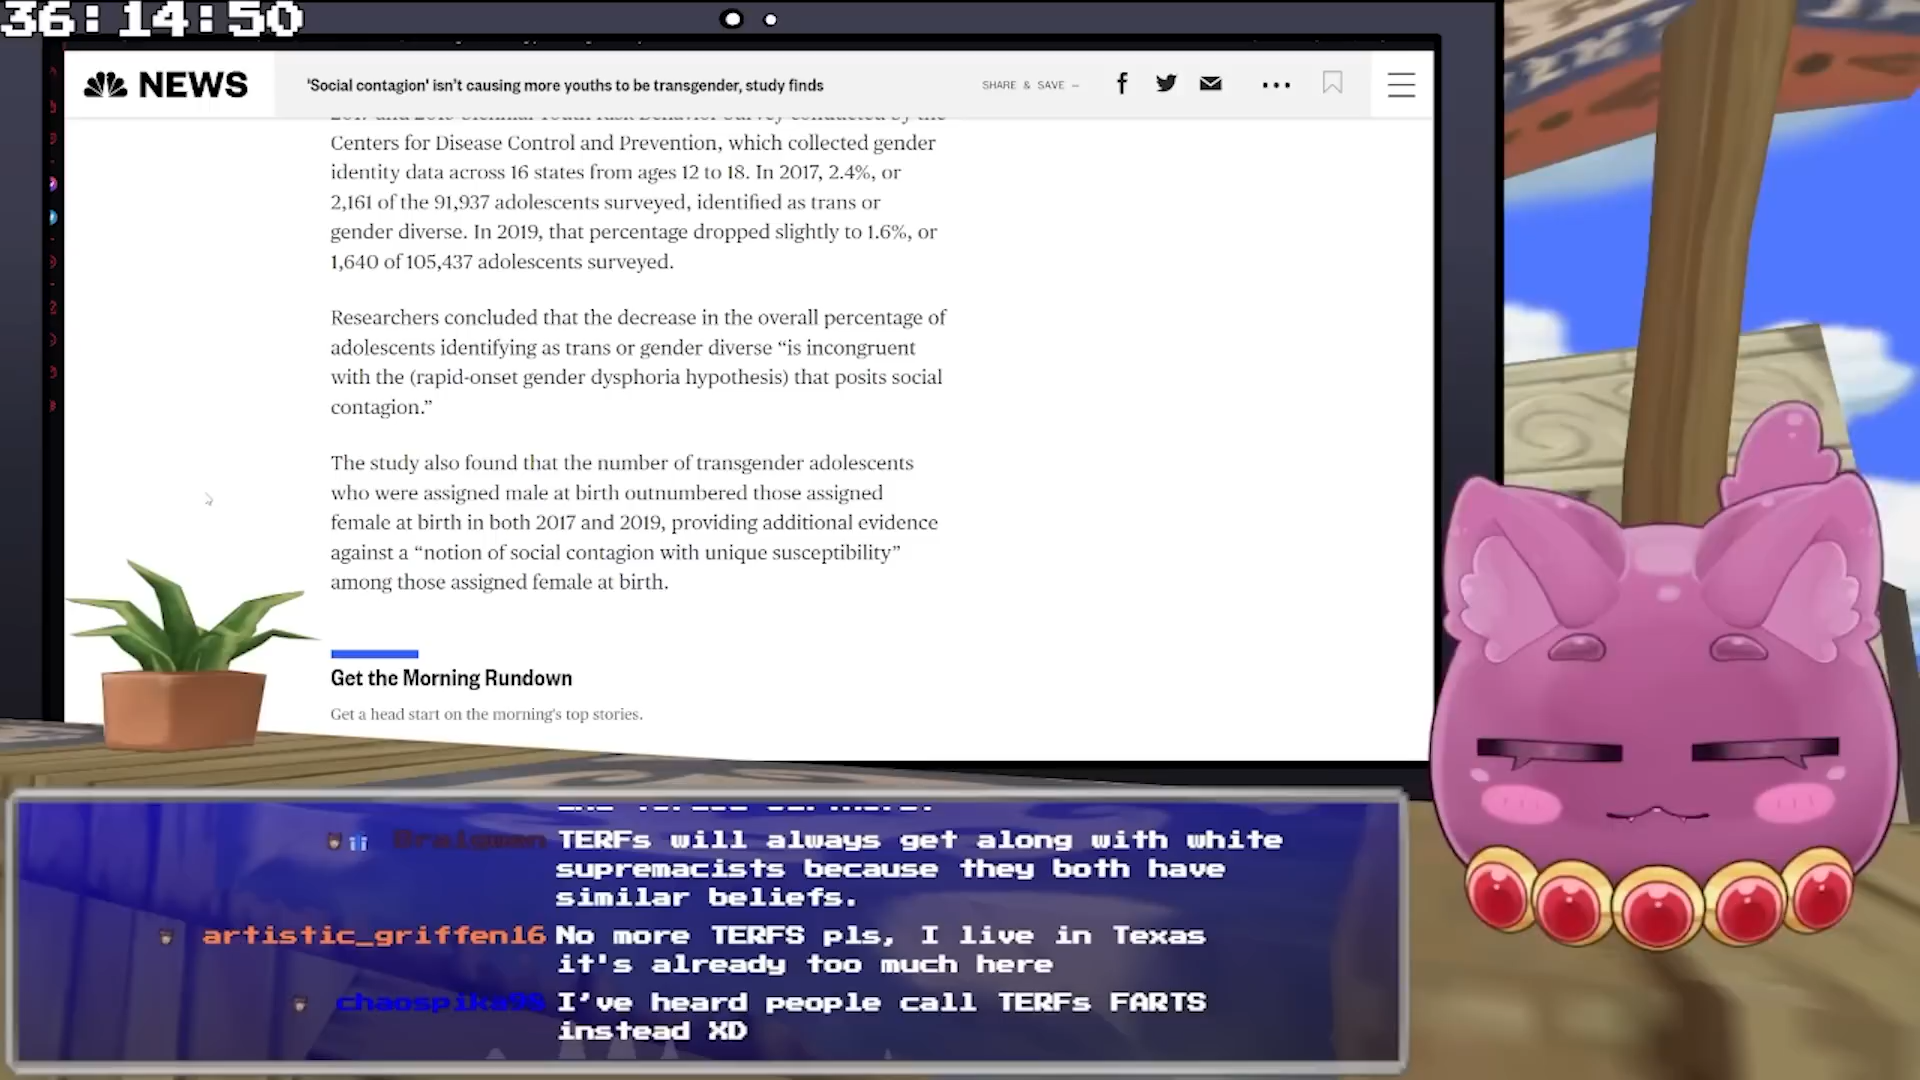 36:14:50
NEWS
'Social contagion' isn't causing more youths to be transgender, study finds
SHARE & SAVE —
Centers for Disease Control and Prevention, which collected gender
identity data across 16 states from ages 12 to 18. In 2017, 2.4%, or
2,161 of the 91,937 adolescents surveyed, identified as trans or
gender diverse. In 2019, that percentage dropped slightly to 1.6%, or
1,640 of 105,437 adolescents surveyed.
Researchers concluded that the decrease in the overall percentage of
adolescents identifying as trans or gender diverse “is incongruent
with the (rapid-onset gender dysphoria hypothesis) that posits social
contagion.”
The study also found that the number of transgender adolescents
who were assigned male at birth outnumbered those assigned
female at birth in both 2017 and 2019, providing additional evidence
against a “notion of social contagion with unique susceptibility”
among those assigned female at birth.
Get the Morning Rundown
Get a head start on the morning's top stories.
TERFs will always get along with white
supremacists because they both have
similar beliefs.
artistic_griffen16 No more TERFS pls, I live in Texas
it's already too much here
chaospika98 I've heard people call TERFs FARTS
instead XD